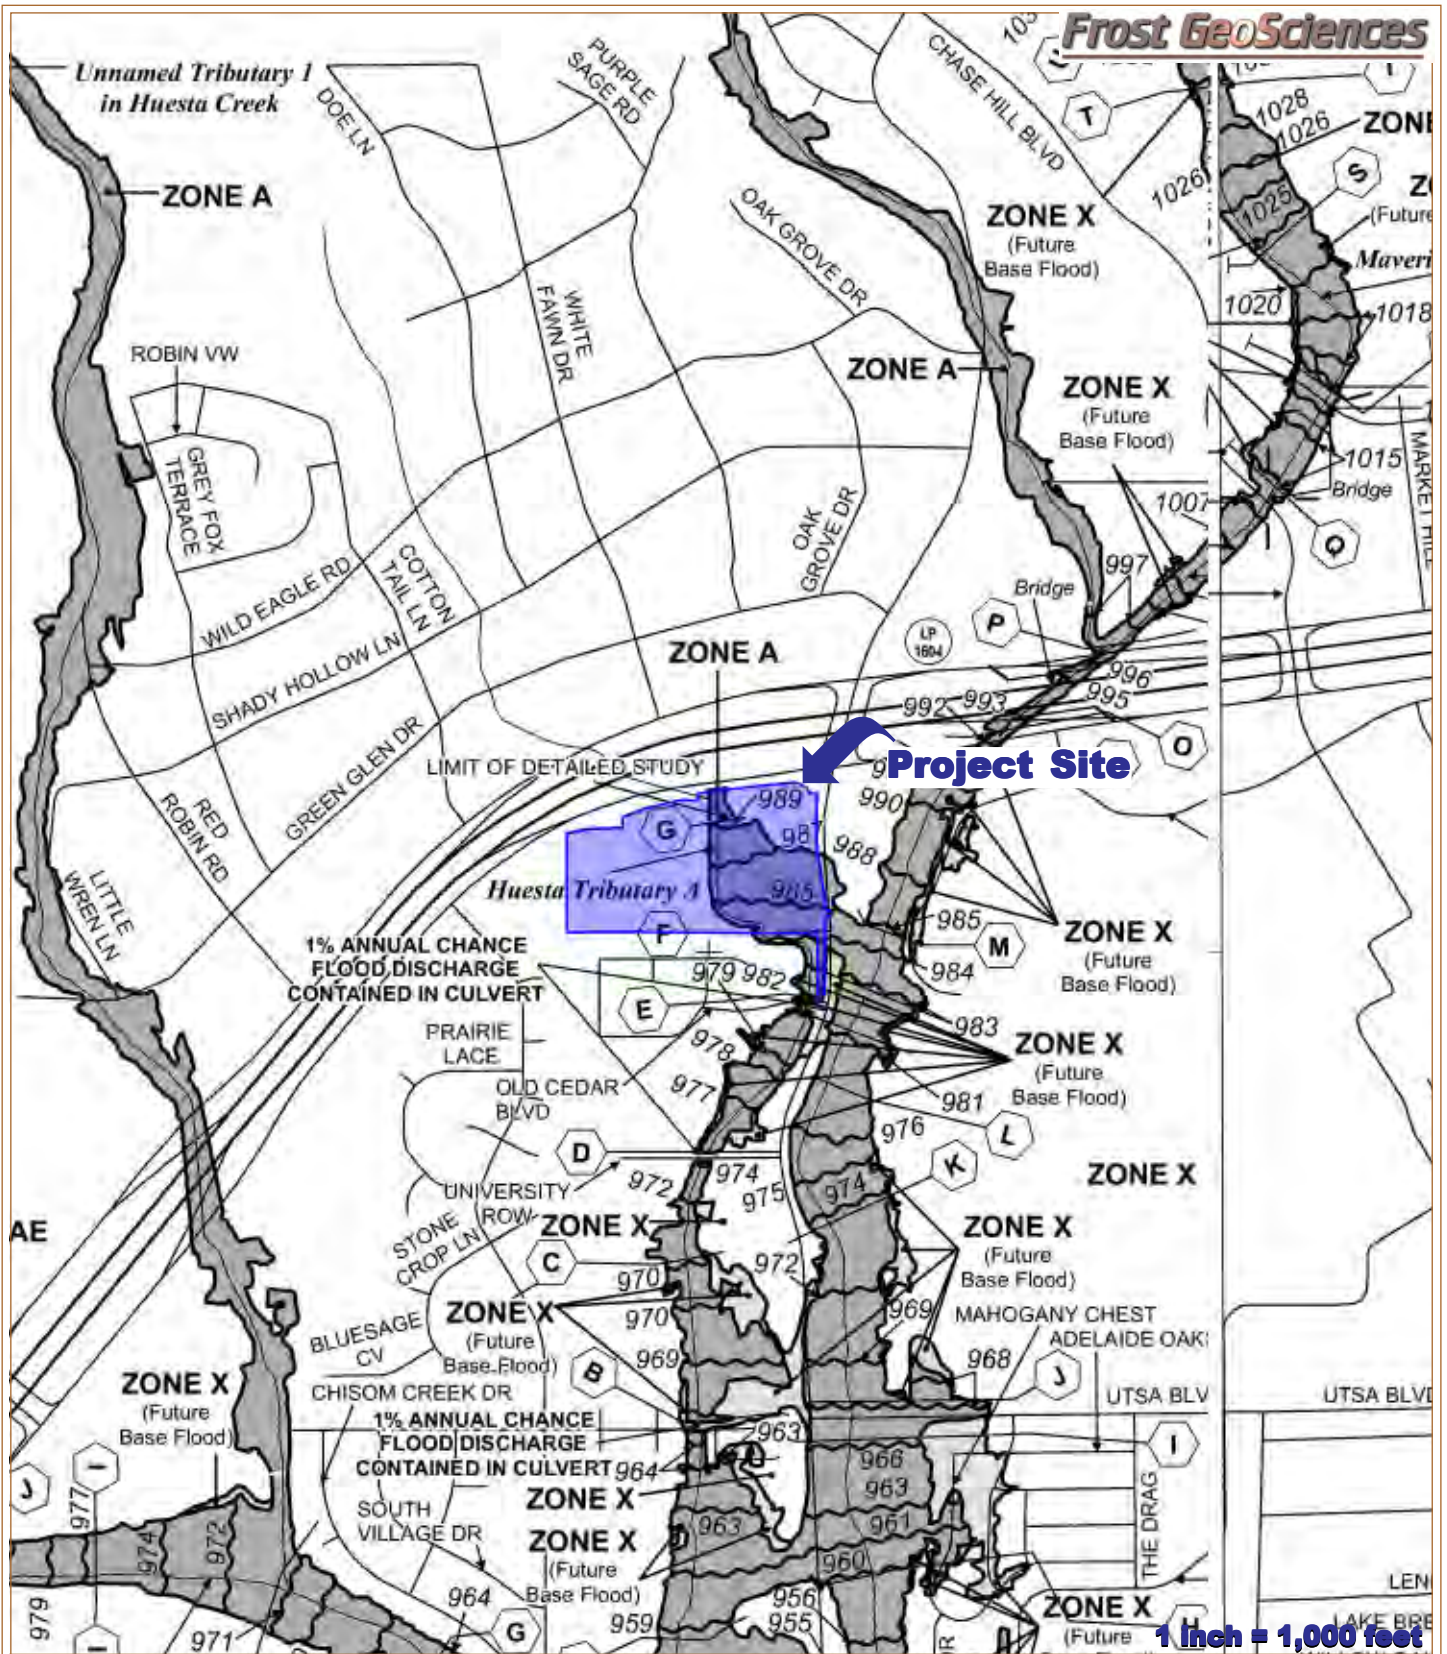 Frost GeoSciences
Unnamed Tributary 1
in Huesta Creek
DOE LN
PURPLE
SAGE RD
CHASE HILL BLVD
T
1028
1026
ZONE
ZONE A
1026
S
1025
OAK GROVE DR
ZONE X
(Future
Base Flood)
(Future
Maveri
WHITE
FAWN DR
1020
1018
ROBIN VW
ZONE A
ZONE X
(Future
Base Flood)
GREY FOX
TERRACE
1015
Bridge
MARKET HILL
OAK
GROVE DR
1007
Q
COTTON
TAIL LN
WILD EAGLE RD
997
Bridge
P
LP
1604
SHADY HOLLOW LN
ZONE A
996
995
992
993
GREEN GLEN DR
O
LIMIT OF DETAILED STUDY
Project Site
RED
ROBIN RD
989
990
G
98
988
LITTLE
WREN LN
Huesta Tributary A
985
985
F
M
ZONE X
(Future
Base Flood)
1% ANNUAL CHANCE
FLOOD DISCHARGE
CONTAINED IN CULVERT
979
982
984
E
983
PRAIRIE
LACE
978
ZONE X
(Future
Base Flood)
977
OLD CEDAR
BLVD
981
976
L
D
K
974
972
975
974
ZONE X
UNIVERSITY
ROW
AE
STONE
CROP LN
ZONE X
ZONE X
(Future
Base Flood)
C
970
972
970
969
MAHOGANY CHEST
ADELAIDE OAK
BLUESAGE
CV
ZONE X
(Future
Base Flood)
969
968
B
J
ZONE X
(Future
Base Flood)
CHISOM CREEK DR
UTSA BLV
UTSA BLVD
1% ANNUAL CHANCE
FLOOD DISCHARGE
CONTAINED IN CULVERT
963
964
966
I
963
J
I
977
974
972
ZONE X
SOUTH
VILLAGE DR
963
961
THE DRAG
ZONE X
(Future
Base Flood)
960
964
956
955
959
LEN
979
971
G
ZONE X
(Future
H
LAKE BRE
DR
1 inch = 1,000 feet